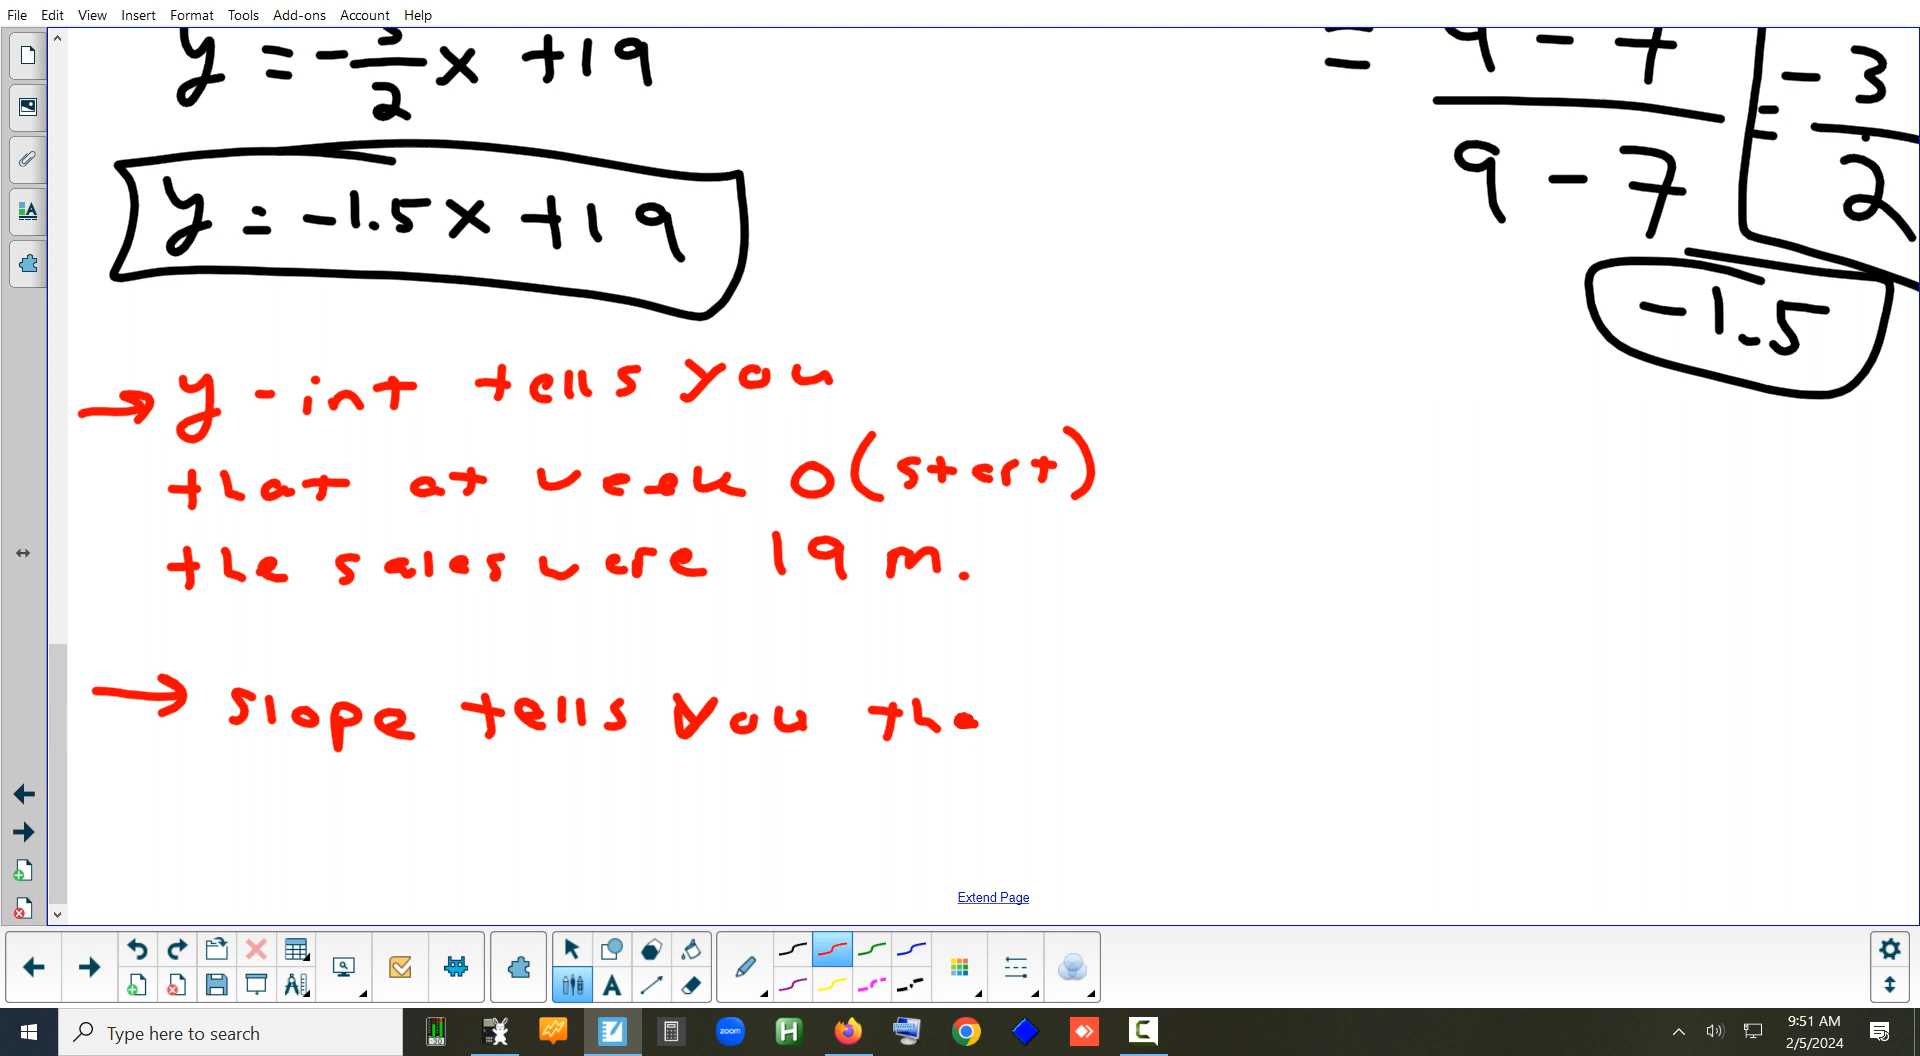 File Edit View Insert Format Tools Add-ons Account Help
y = -3/2 x + 19
= 9 - 7
9 - 7
= -3
2
y = -1.5x + 19
-1.5
→ y-int tells you
that at week 0 (start)
the sales were 19 m.
→ slope tells you the
Extend Page
A
Type here to search
zoom
H
C
9:51 AM
2/5/2024